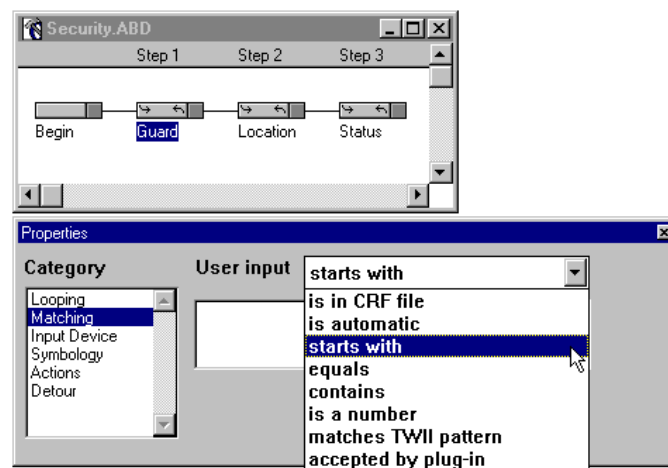 Security.ABD
Step 1 Step 2 Step 3
Begin Guard Location Status
Properties
Category User input starts with
Looping
Matching
Input Device
Symbology
Actions
Detour
is in CRF file
is automatic
starts with
equals
contains
is a number
matches TWII pattern
accepted by plug-in